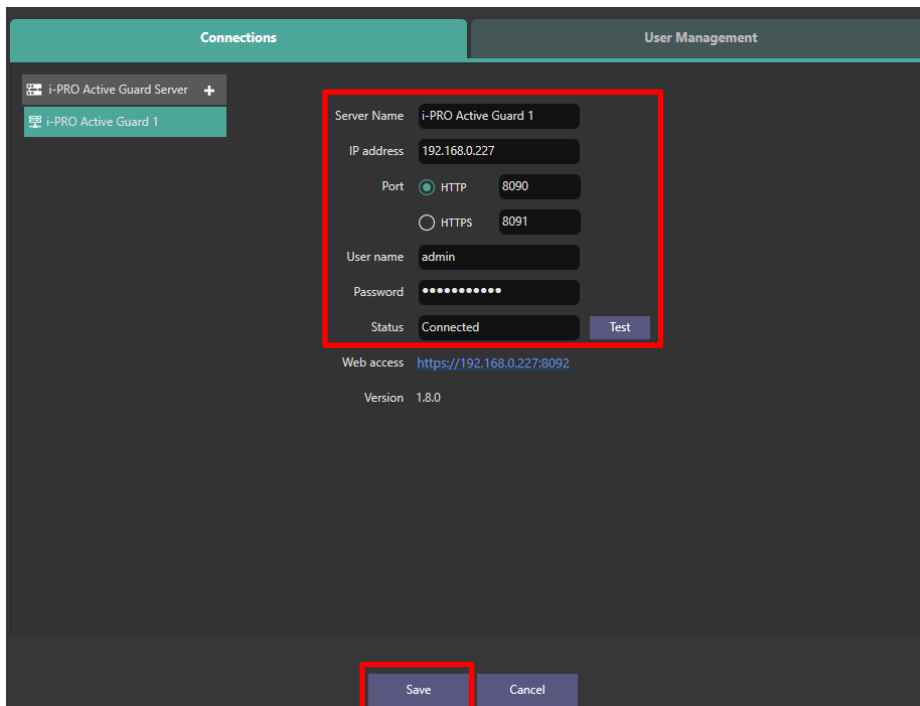 Connections User Management
i-PRO Active Guard Server +
i-PRO Active Guard 1
Server Name i-PRO Active Guard 1
IP address 192.168.0.227
Port HTTP 8090
HTTPS 8091
User name admin
Password •••••••••••
Status Connected Test
Web access https://192.168.0.227:8092
Version 1.8.0
Save Cancel